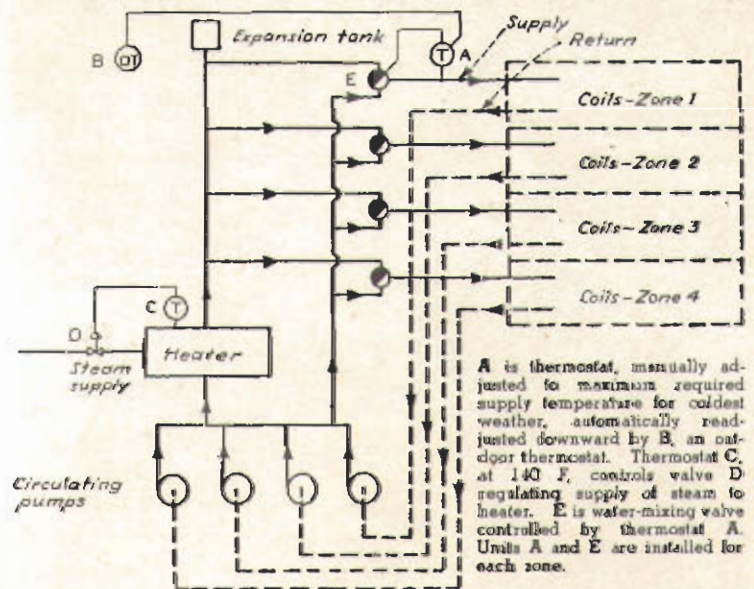 Expansion tank
B
OT
T
A
Supply
Return
E
Coils-Zone 1
Coils-Zone 2
Coils-Zone 3
Coils-Zone 4
C
T
D
Heater
Steam
supply
Circulating
pumps
A is thermostat, manually ad-
justed to maximum required
supply temperature for coldest
weather, automatically read-
justed downward by B, an out-
door thermostat. Thermostat C,
at 140 F, controls valve D
regulating supply of steam to
heater. E is water-mixing valve
controlled by thermostat A.
Units A and E are installed for
each zone.